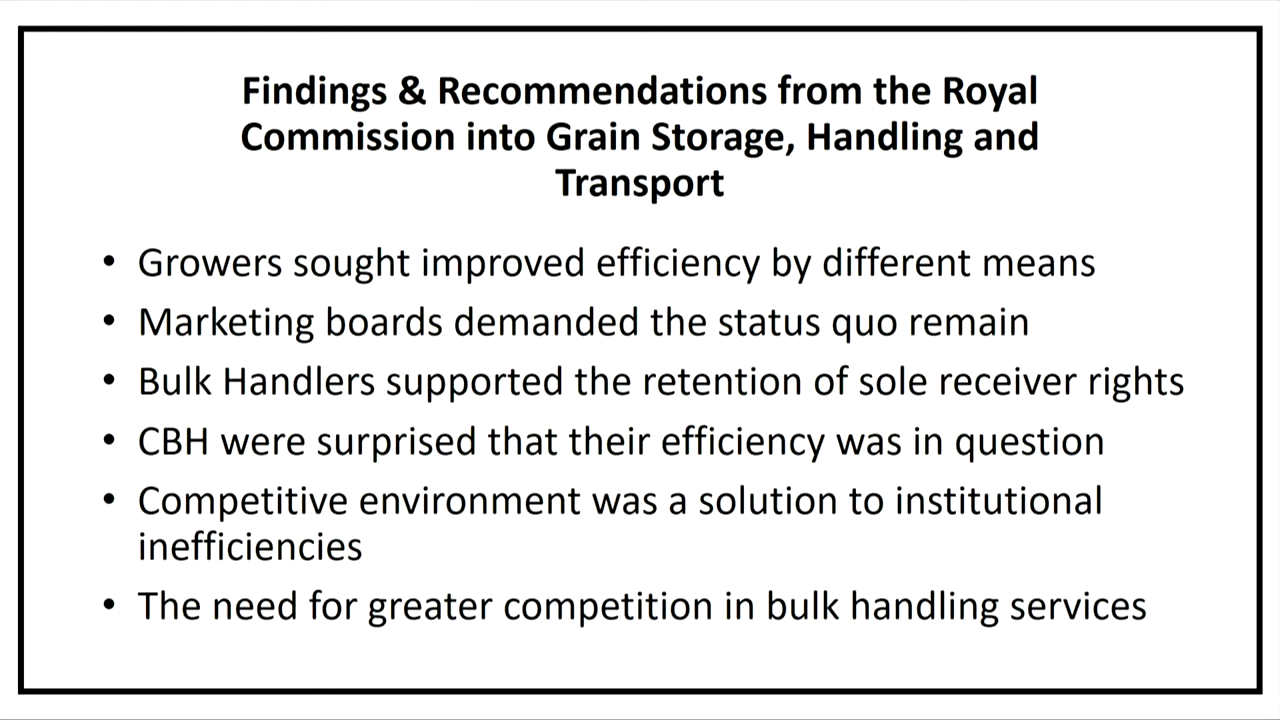 Findings & Recommendations from the Royal
Commission into Grain Storage, Handling and
Transport
• Growers sought improved efficiency by different means
• Marketing boards demanded the status quo remain
• Bulk Handlers supported the retention of sole receiver rights
• CBH were surprised that their efficiency was in question
• Competitive environment was a solution to institutional
inefficiencies
• The need for greater competition in bulk handling services